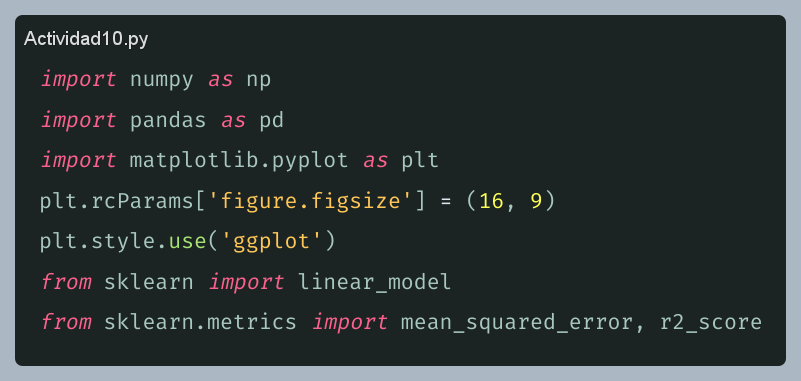 Actividad10.py
import numpy as np
import pandas as pd
import matplotlib.pyplot as plt
plt.rcParams['figure.figsize'] = (16, 9)
plt.style.use('ggplot')
from sklearn import linear_model
from sklearn.metrics import mean_squared_error, r2_score